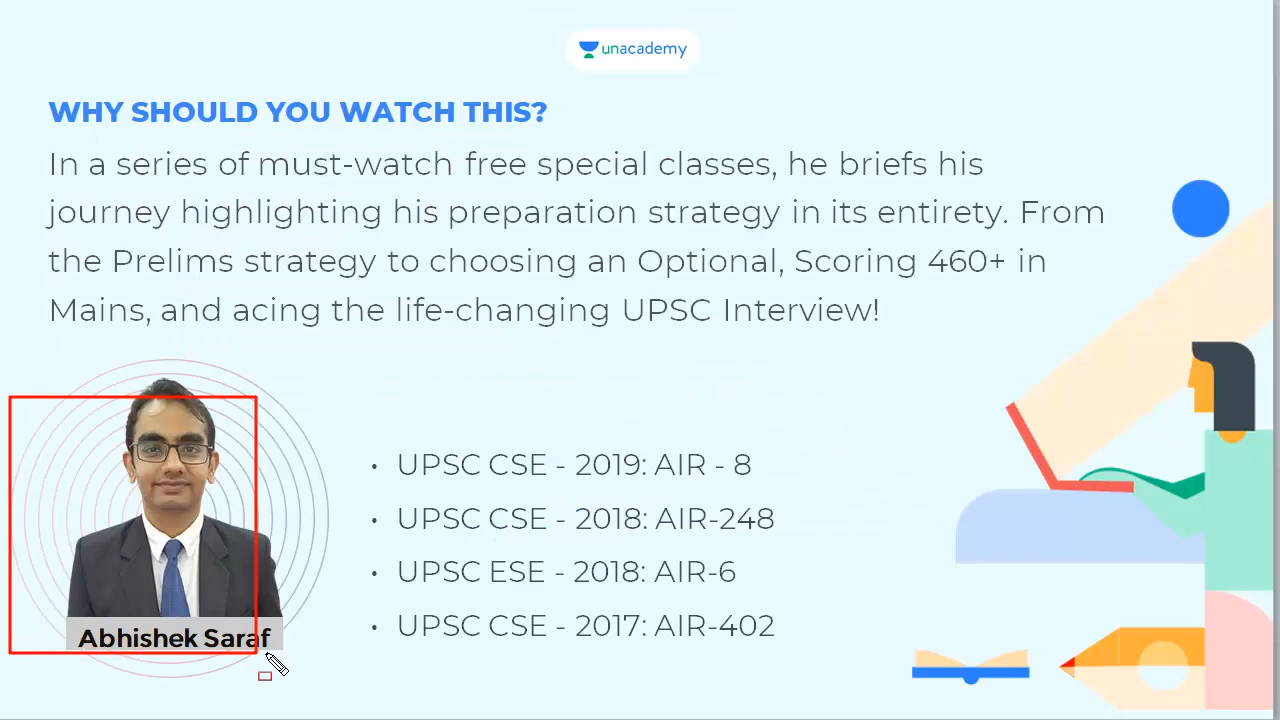 unacademy
WHY SHOULD YOU WATCH THIS?
In a series of must-watch free special classes, he briefs his
journey highlighting his preparation strategy in its entirety. From
the Prelims strategy to choosing an Optional, Scoring 460+ in
Mains, and acing the life-changing UPSC Interview!
• UPSC CSE - 2019: AIR - 8
• UPSC CSE - 2018: AIR-248
• UPSC ESE - 2018: AIR-6
• UPSC CSE - 2017: AIR-402
Abhishek Saraf